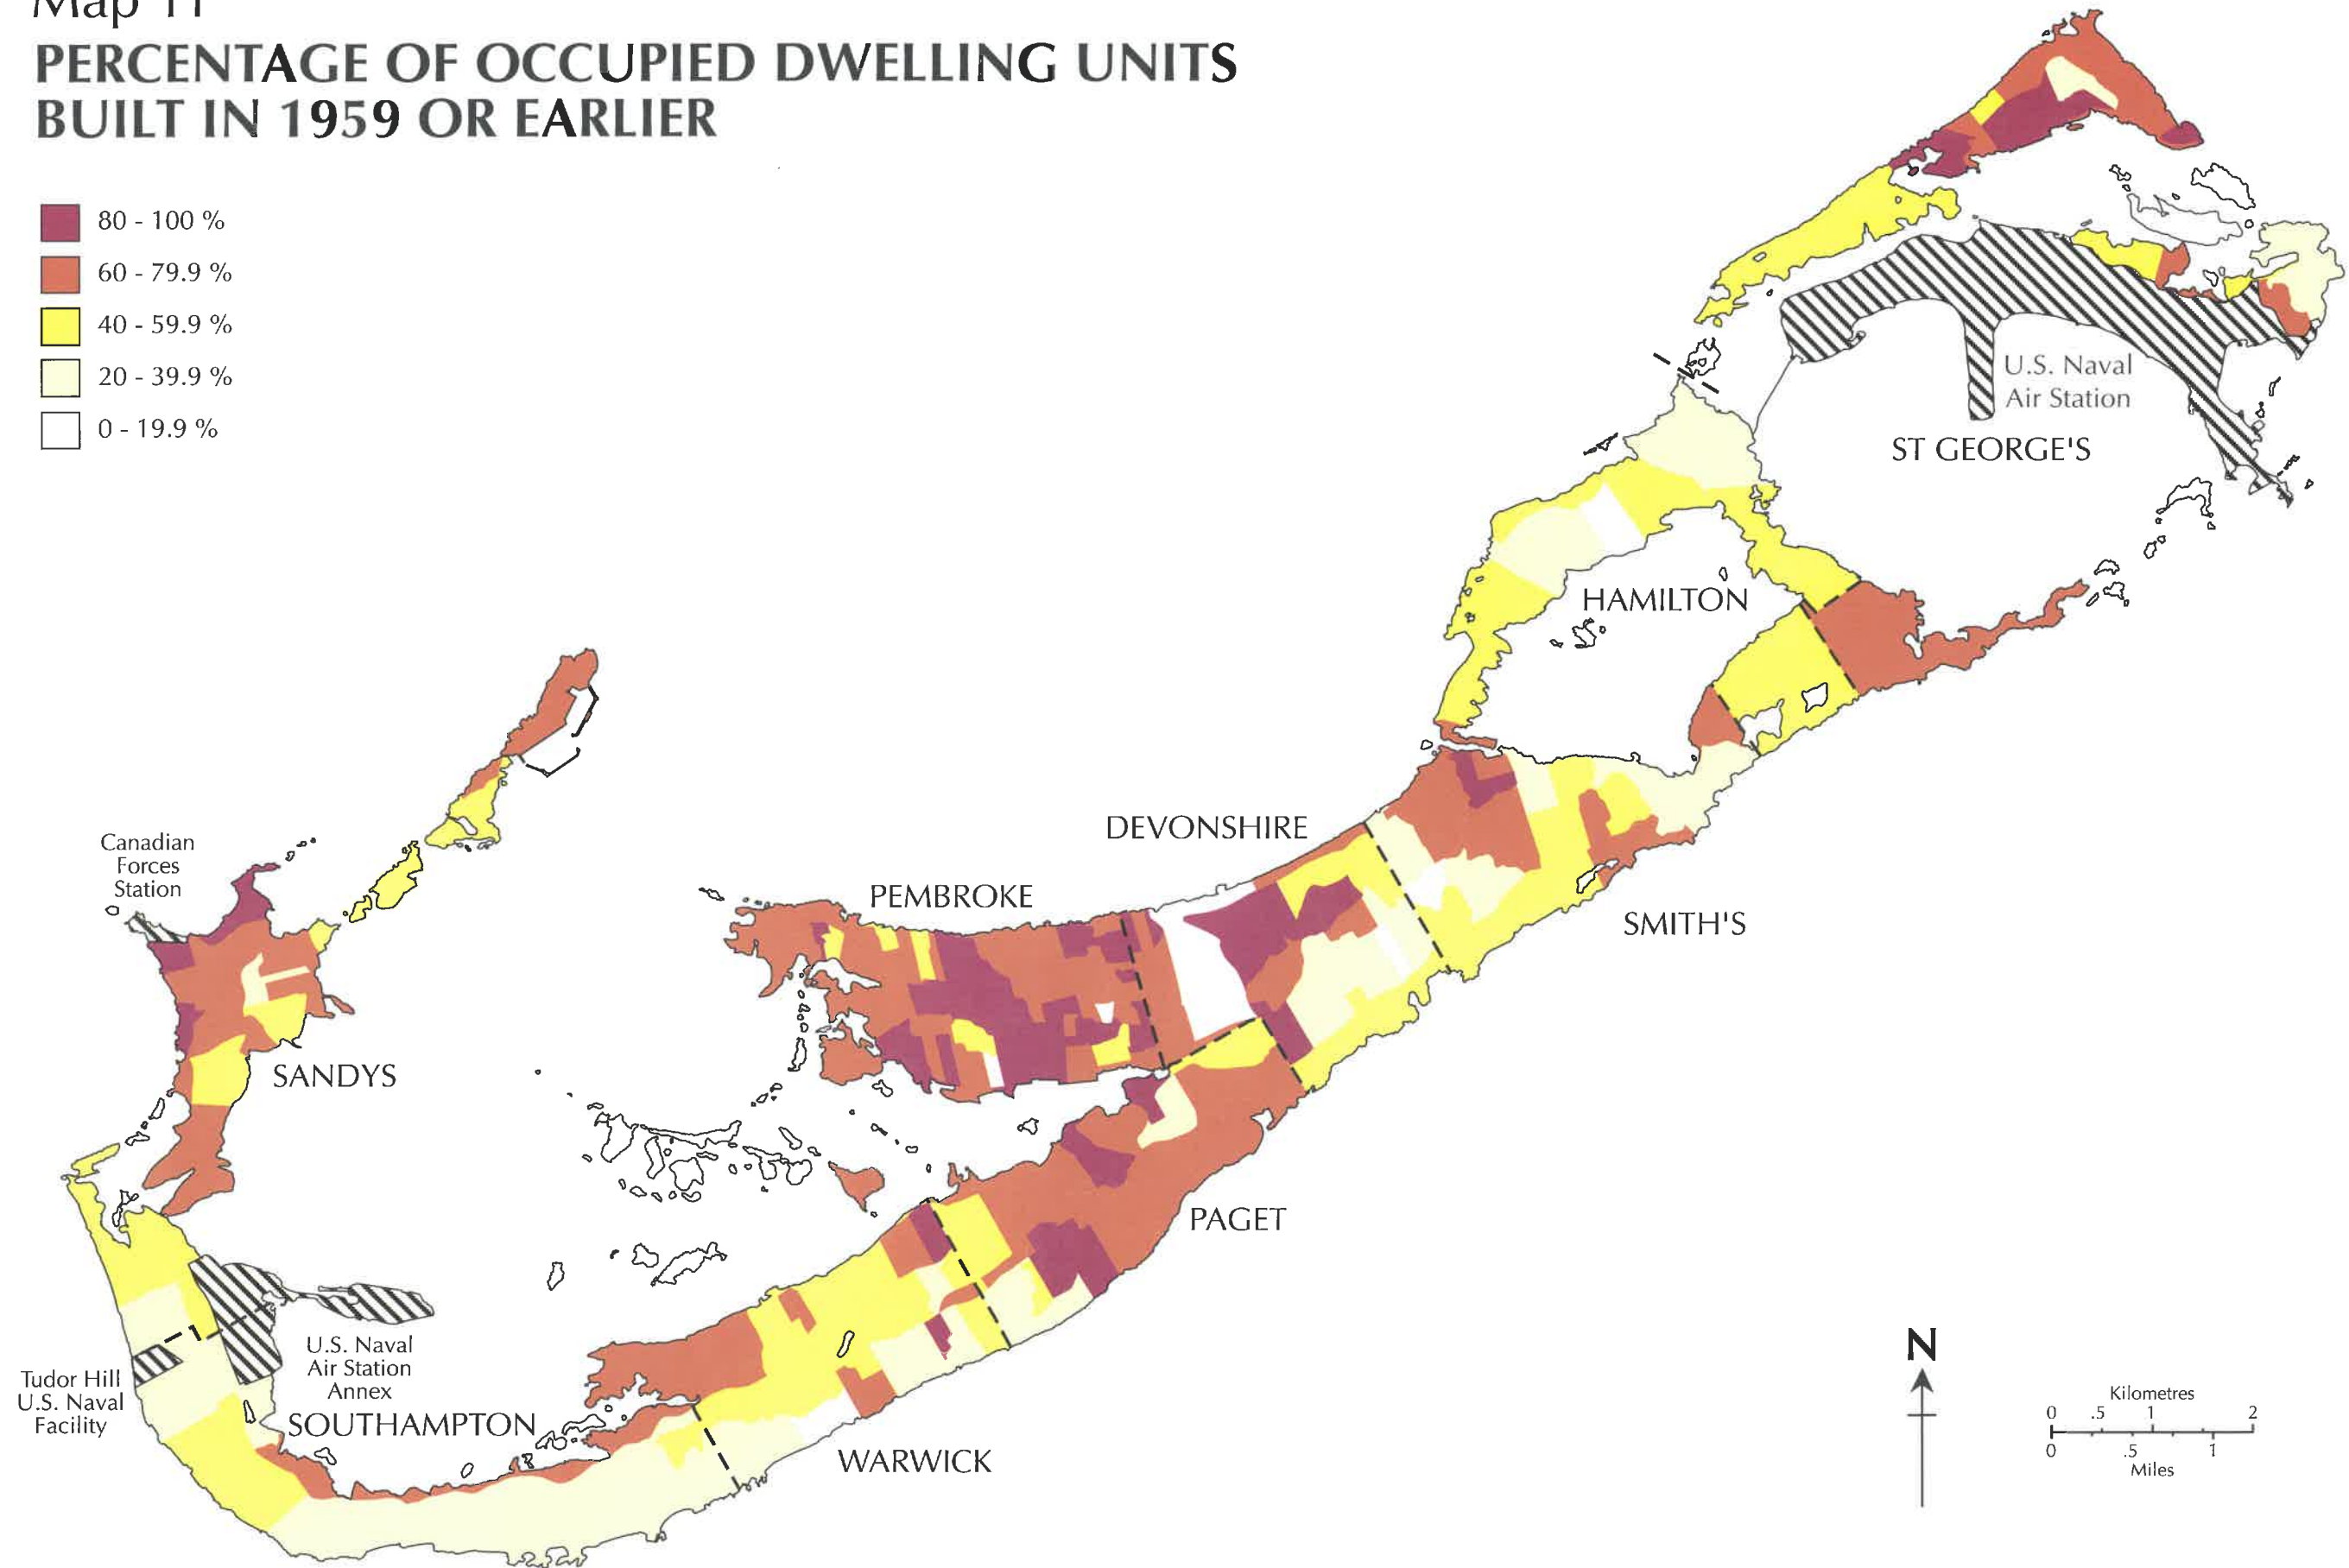 Map 11
PERCENTAGE OF OCCUPIED DWELLING UNITS
BUILT IN 1959 OR EARLIER
80 - 100 %
60 - 79.9 %
40 - 59.9 %
20 - 39.9 %
0 - 19.9 %
U.S. Naval
Air Station
ST GEORGE'S
HAMILTON
DEVONSHIRE
Canadian
Forces
Station
PEMBROKE
SMITH'S
SANDYS
PAGET
U.S. Naval
Air Station
Annex
Tudor Hill
U.S. Naval
Facility
SOUTHAMPTON
WARWICK
N
Kilometres
0 .5 1 2
0 .5 1
Miles